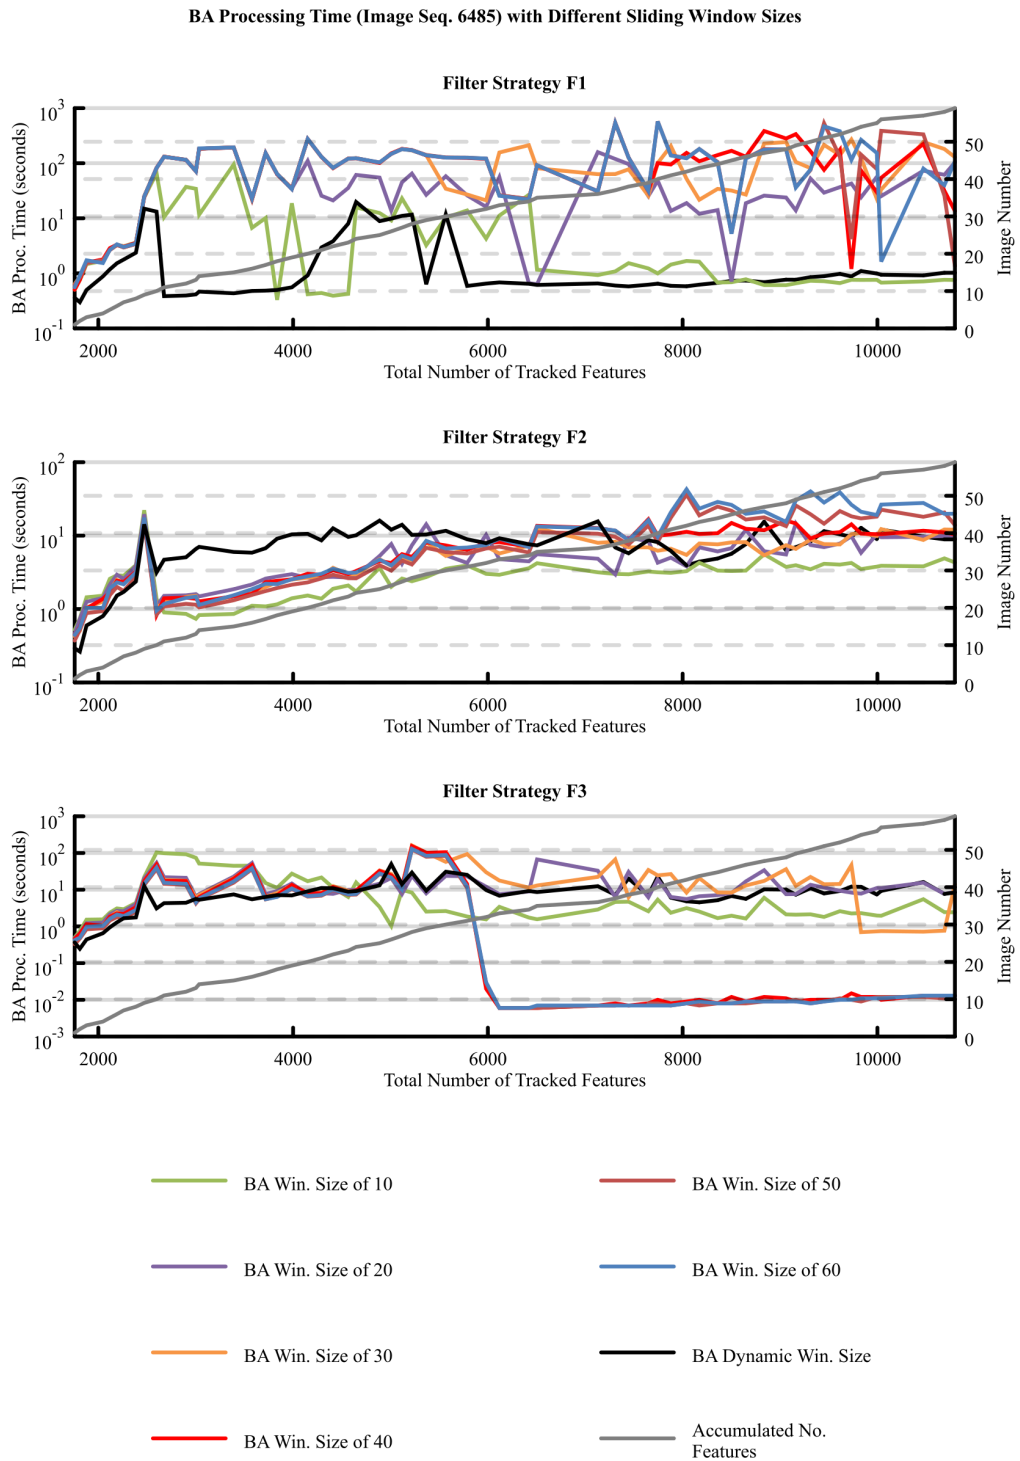 BA Processing Time (Image Seq. 6485) with Different Sliding Window Sizes
Filter Strategy F1
BA Proc. Time (seconds)
10^3
10^2
10^1
10^0
10^-1
50
40
30
20
10
0
Image Number
2000 4000 6000 8000 10000
Total Number of Tracked Features
Filter Strategy F2
BA Proc. Time (seconds)
10^2
10^1
10^0
10^-1
50
40
30
20
10
0
Image Number
2000 4000 6000 8000 10000
Total Number of Tracked Features
Filter Strategy F3
BA Proc. Time (seconds)
10^3
10^2
10^1
10^0
10^-1
10^-2
10^-3
50
40
30
20
10
0
Image Number
2000 4000 6000 8000 10000
Total Number of Tracked Features
BA Win. Size of 10
BA Win. Size of 50
BA Win. Size of 20
BA Win. Size of 60
BA Win. Size of 30
BA Dynamic Win. Size
BA Win. Size of 40
Accumulated No.
Features